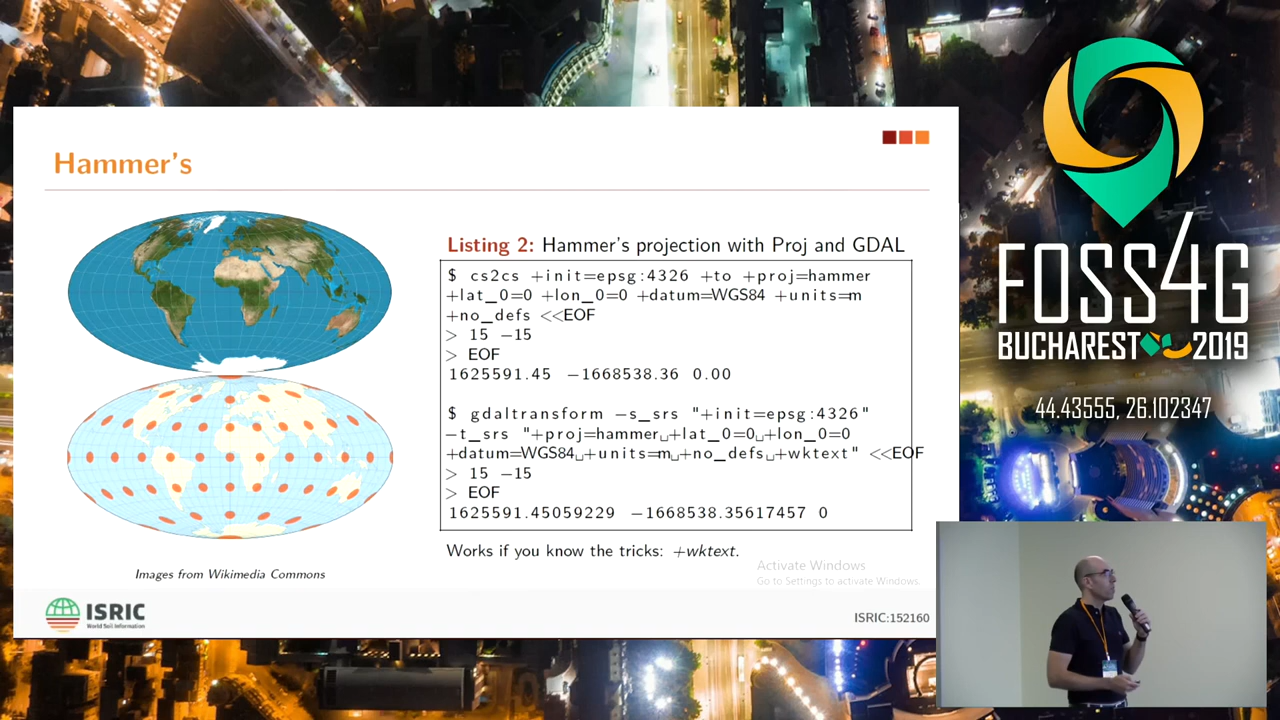 Hammer's
Listing 2: Hammer's projection with Proj and GDAL
$ cs2cs +init=epsg:4326 +to +proj=hammer
+lat_0=0 +lon_0=0 +datum=WGS84 +units=m
+no_defs <<EOF
> 15 −15
> EOF
1625591.45 −1668538.36 0.00
$ gdaltransform −s_srs "+init=epsg:4326"
−t_srs "+proj=hammer␣+lat_0=0␣+lon_0=0
+datum=WGS84␣+units=m␣+no_defs␣+wktext" <<EOF
> 15 −15
> EOF
1625591.45059229 −1668538.35617457 0
Works if you know the tricks: +wktext.
Images from Wikimedia Commons
Activate Windows
Go to Settings to activate Windows.
ISRIC
World Soil Information
ISRIC:152160
FOSS4G
BUCHAREST 2019
44.43555, 26.102347